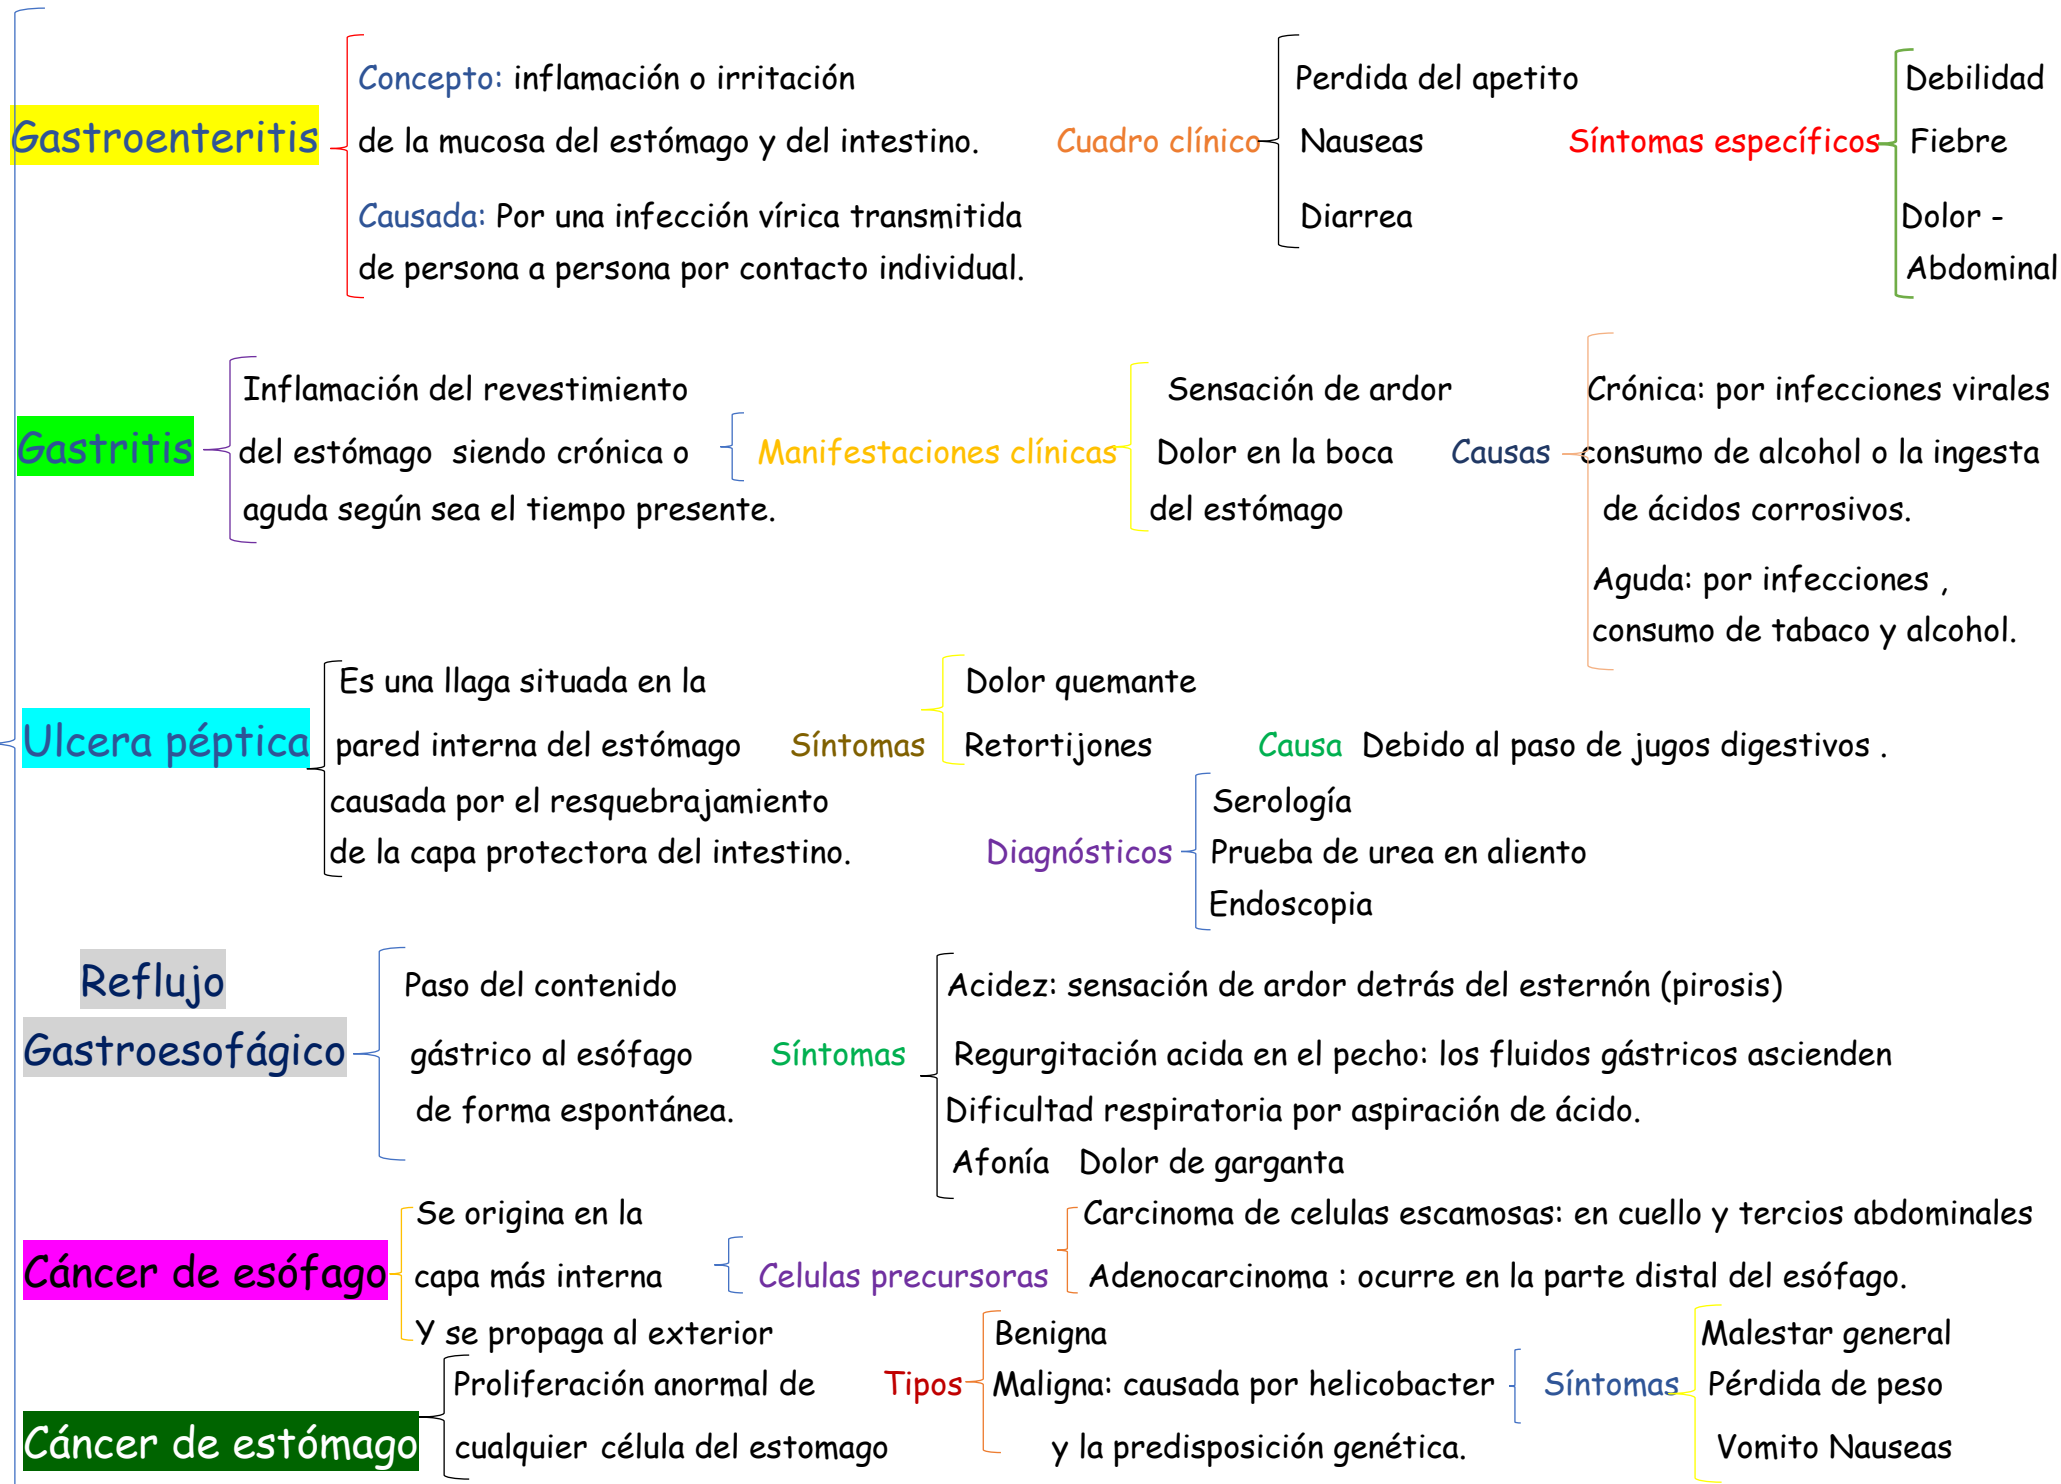 Gastroenteritis
Concepto: inflamación o irritación
de la mucosa del estómago y del intestino.
Causada: Por una infección vírica transmitida
de persona a persona por contacto individual.
Cuadro clínico
Perdida del apetito
Nauseas
Diarrea
Síntomas específicos
Debilidad
Fiebre
Dolor -
Abdominal
Gastritis
Inflamación del revestimiento
del estómago siendo crónica o
aguda según sea el tiempo presente.
Manifestaciones clínicas
Sensación de ardor
Dolor en la boca
del estómago
Causas
Crónica: por infecciones virales
consumo de alcohol o la ingesta
de ácidos corrosivos.
Aguda: por infecciones ,
consumo de tabaco y alcohol.
Ulcera péptica
Es una llaga situada en la
pared interna del estómago
causada por el resquebrajamiento
de la capa protectora del intestino.
Síntomas
Dolor quemante
Retortijones
Causa Debido al paso de jugos digestivos .
Diagnósticos
Serología
Prueba de urea en aliento
Endoscopia
Reflujo
Gastroesofágico
Paso del contenido
gástrico al esófago
de forma espontánea.
Síntomas
Acidez: sensación de ardor detrás del esternón (pirosis)
Regurgitación acida en el pecho: los fluidos gástricos ascienden
Dificultad respiratoria por aspiración de ácido.
Afonía Dolor de garganta
Cáncer de esófago
Se origina en la
capa más interna
Y se propaga al exterior
Celulas precursoras
Carcinoma de celulas escamosas: en cuello y tercios abdominales
Adenocarcinoma : ocurre en la parte distal del esófago.
Cáncer de estómago
Proliferación anormal de
cualquier célula del estomago
Tipos
Benigna
Maligna: causada por helicobacter
y la predisposición genética.
Síntomas
Malestar general
Pérdida de peso
Vomito Nauseas